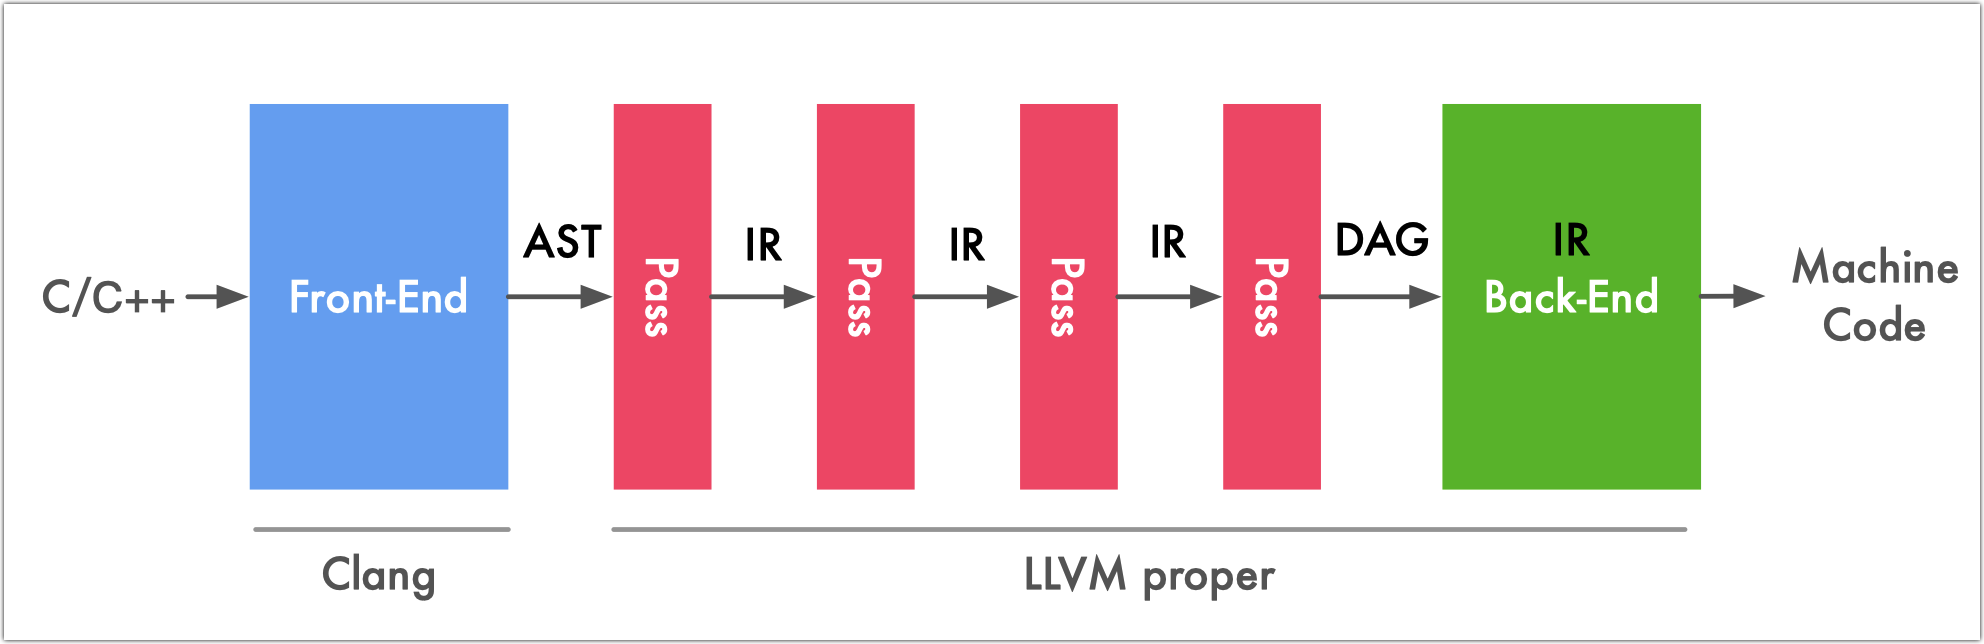 C/C++
Front-End
AST
Pass
IR
Pass
IR
Pass
IR
Pass
DAG
IR
Back-End
Machine
Code
Clang
LLVM proper